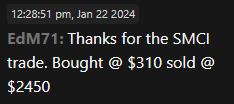 12:28:51 pm, Jan 22 2024
EdM71: Thanks for the SMCI
trade. Bought @ $310 sold @
$2450